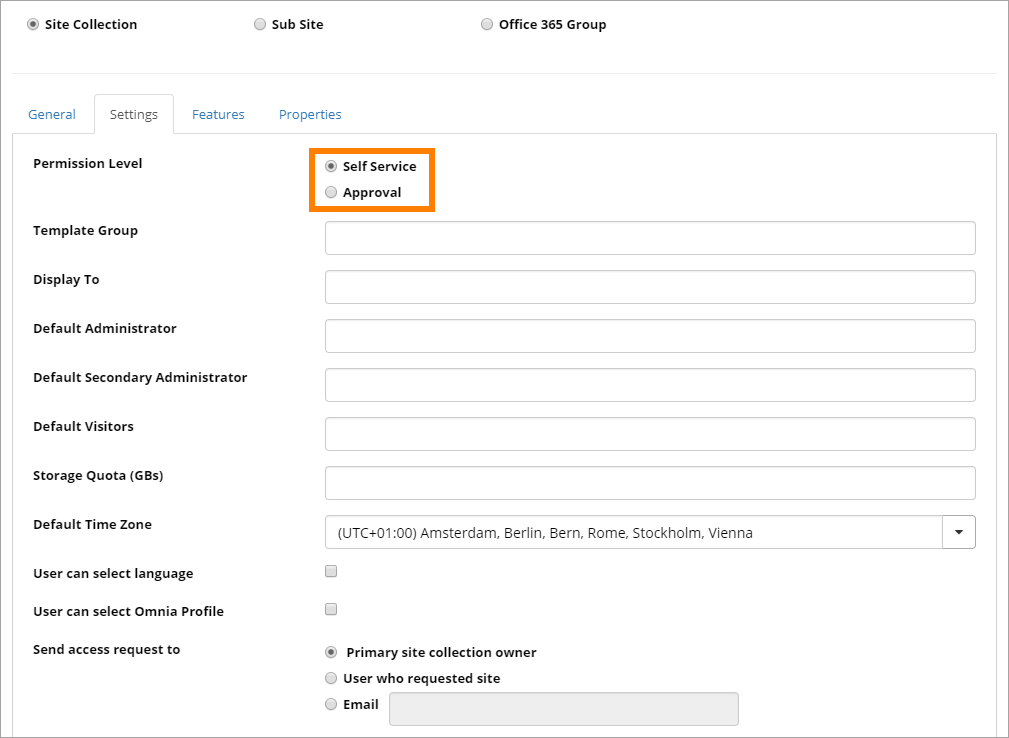 Site Collection Sub Site Office 365 Group
General Settings Features Properties
Permission Level
Self Service
Approval
Template Group
Display To
Default Administrator
Default Secondary Administrator
Default Visitors
Storage Quota (GBs)
Default Time Zone
(UTC+01:00) Amsterdam, Berlin, Bern, Rome, Stockholm, Vienna
User can select language
User can select Omnia Profile
Send access request to
Primary site collection owner
User who requested site
Email